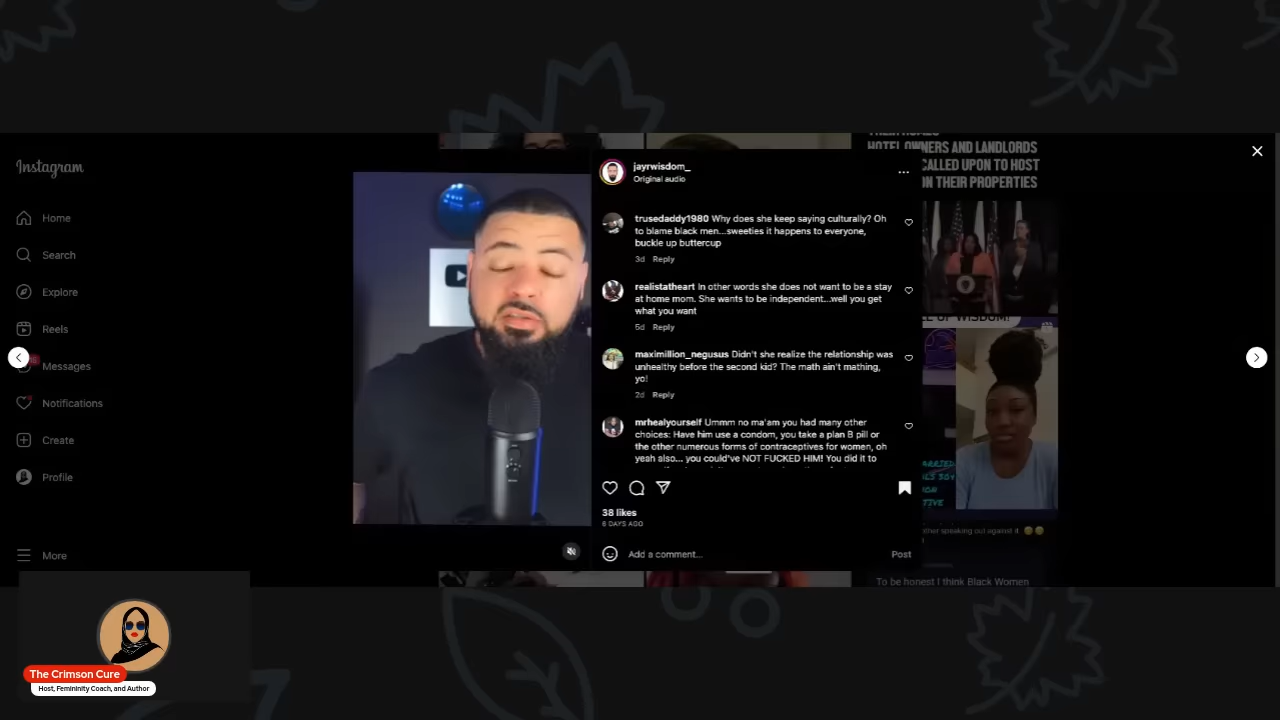 Instagram
Home
Search
Explore
Reels
Messages
Notifications
Create
Profile
More
jayrwisdom_
Original audio
trusedaddy1980 Why does she keep saying culturally? Oh
to blame black men...sweeties it happens to everyone,
buckle up buttercup
3d Reply
realistatheart In other words she does not want to be a stay
at home mom. She wants to be independent...well you get
what you want
5d Reply
maximillion_negusus Didn't she realize the relationship was
unhealthy before the second kid? The math ain't mathing,
yo!
2d Reply
mrhealyourself Ummm no ma'am you had many other
choices: Have him use a condom, you take a plan B pill or
the other numerous forms of contraceptives for women, oh
yeah also... you could've NOT FUCKED HIM! You did it to
38 likes
6 DAYS AGO
Add a comment...
Post
OWNERS AND LANDLORDS
CALLED UPON TO HOST
ON THEIR PROPERTIES
OF WISDOM!
speaking out against it
To be honest I think Black Women
The Crimson Cure
Host, Femininity Coach, and Author